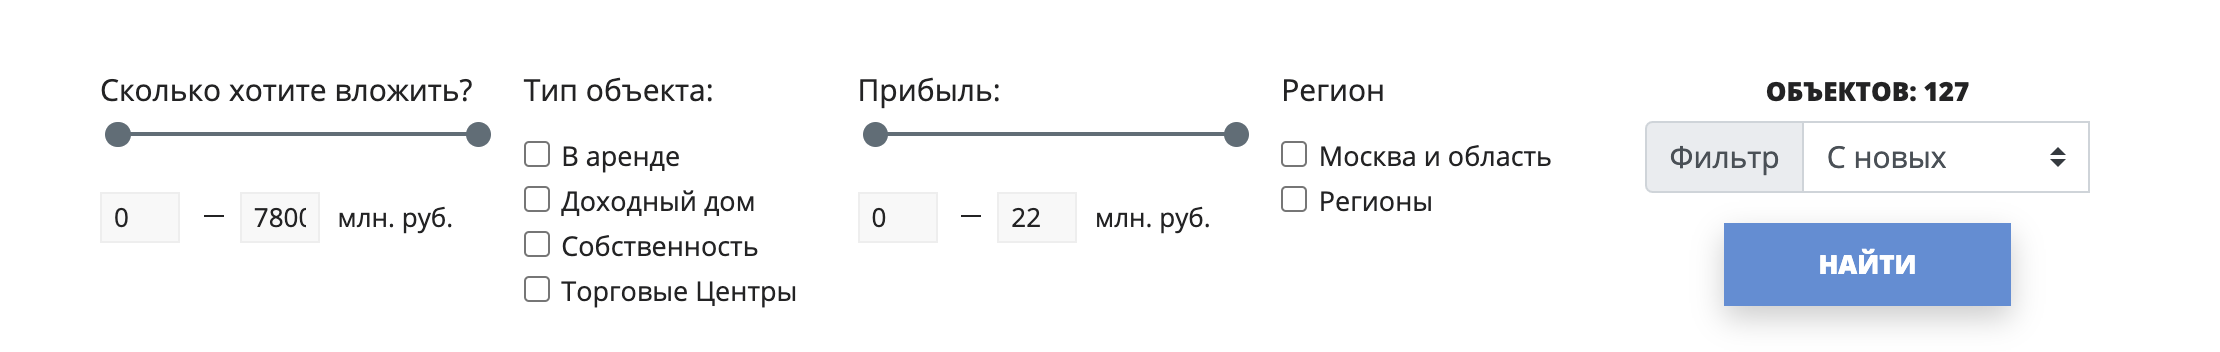 Сколько хотите вложить?
0 — 7800 млн. руб.
Тип объекта:
В аренде
Доходный дом
Собственность
Торговые Центры
Прибыль:
0 — 22 млн. руб.
Регион
Москва и область
Регионы
ОБЪЕКТОВ: 127
Фильтр С новых
НАЙТИ